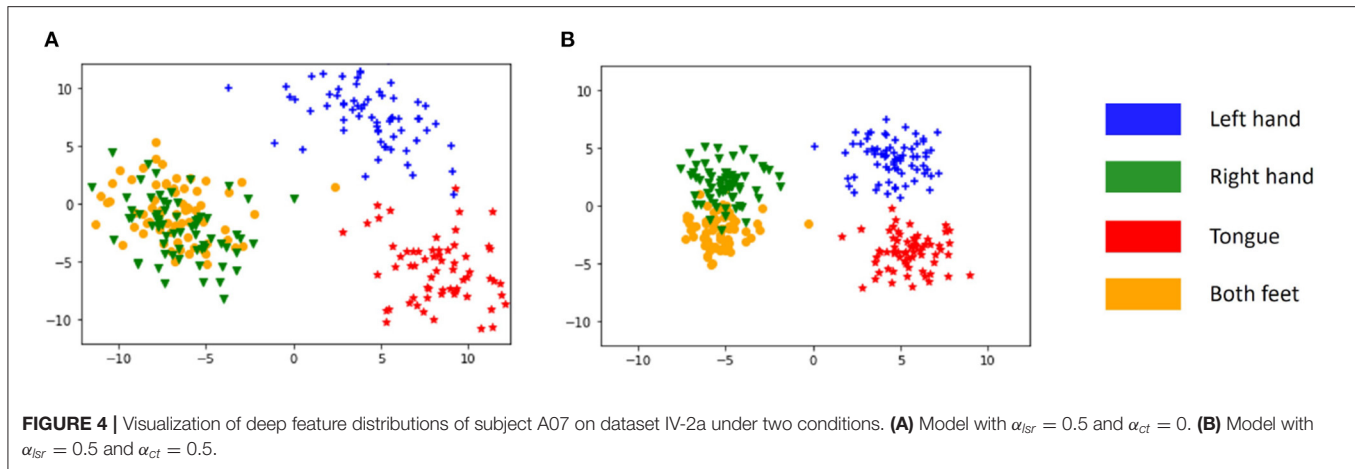 A
B
10
5
0
−5
−10
−10
−5
0
5
10
10
5
0
−5
−10
−10
−5
0
5
10
Left hand
Right hand
Tongue
Both feet
FIGURE 4 | Visualization of deep feature distributions of subject A07 on dataset IV-2a under two conditions. (A) Model with αlsr = 0.5 and αct = 0. (B) Model with
αlsr = 0.5 and αct = 0.5.